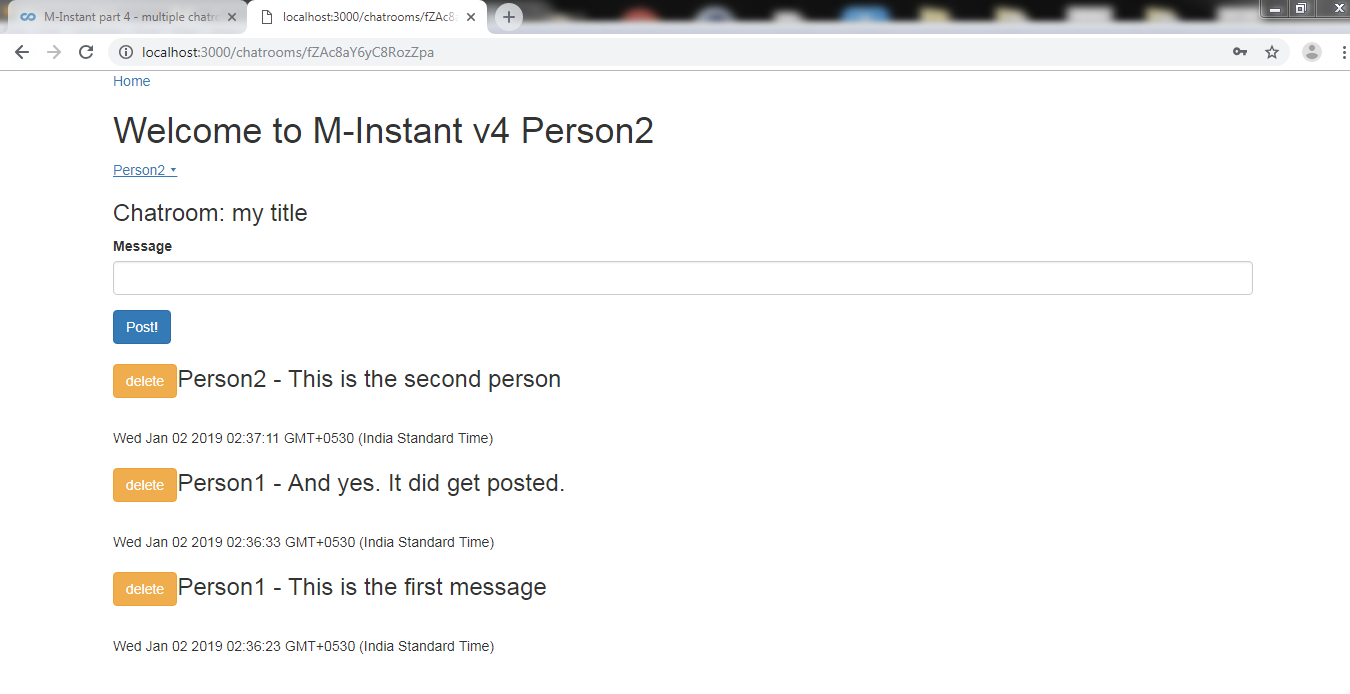 M-Instant part 4 - multiple chatro
localhost:3000/chatrooms/fZAc8a
localhost:3000/chatrooms/fZAc8aY6yC8RozZpa
Home
Welcome to M-Instant v4 Person2
Person2
Chatroom: my title
Message
Post!
delete Person2 - This is the second person
Wed Jan 02 2019 02:37:11 GMT+0530 (India Standard Time)
delete Person1 - And yes. It did get posted.
Wed Jan 02 2019 02:36:33 GMT+0530 (India Standard Time)
delete Person1 - This is the first message
Wed Jan 02 2019 02:36:23 GMT+0530 (India Standard Time)